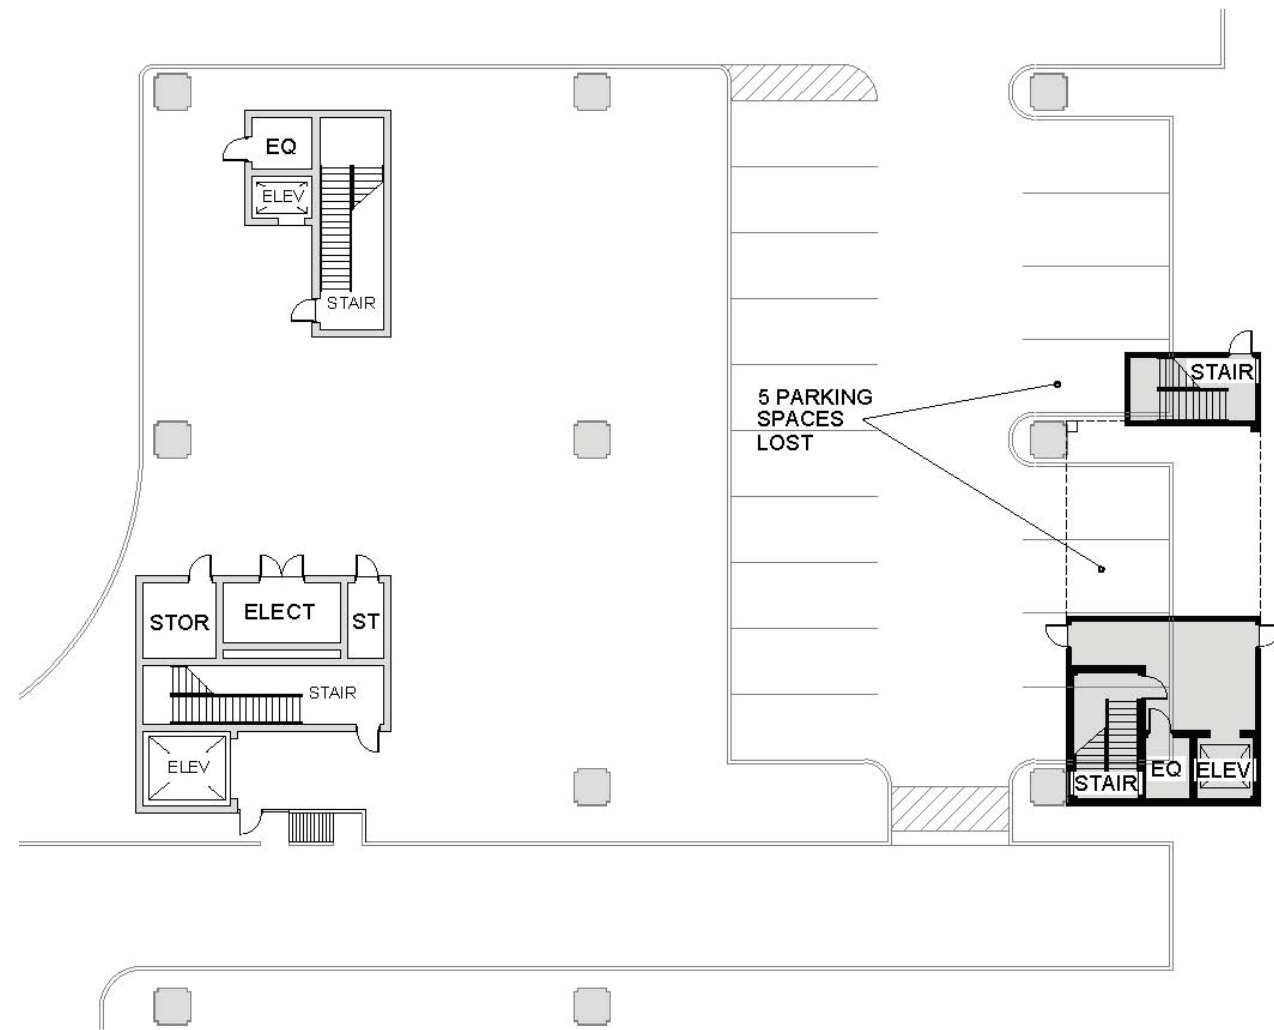 EQ
ELEV
STAIR
STAIR
5 PARKING
SPACES
LOST
STOR
ELECT
ST
STAIR
ELEV
STAIR
EQ
ELEV